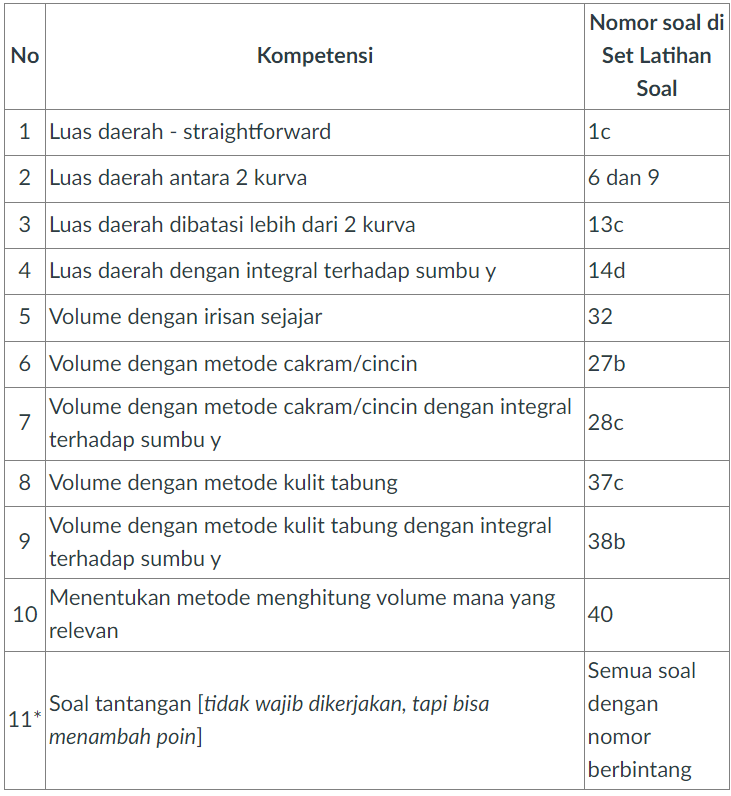 No
Kompetensi
Nomor soal di
Set Latihan
Soal
1
Luas daerah - straightforward
1c
2
Luas daerah antara 2 kurva
6 dan 9
3
Luas daerah dibatasi lebih dari 2 kurva
13c
4
Luas daerah dengan integral terhadap sumbu y
14d
5
Volume dengan irisan sejajar
32
6
Volume dengan metode cakram/cincin
27b
7
Volume dengan metode cakram/cincin dengan integral
terhadap sumbu y
28c
8
Volume dengan metode kulit tabung
37c
9
Volume dengan metode kulit tabung dengan integral
terhadap sumbu y
38b
10
Menentukan metode menghitung volume mana yang
relevan
40
11*
Soal tantangan [tidak wajib dikerjakan, tapi bisa
menambah poin]
Semua soal
dengan
nomor
berbintang